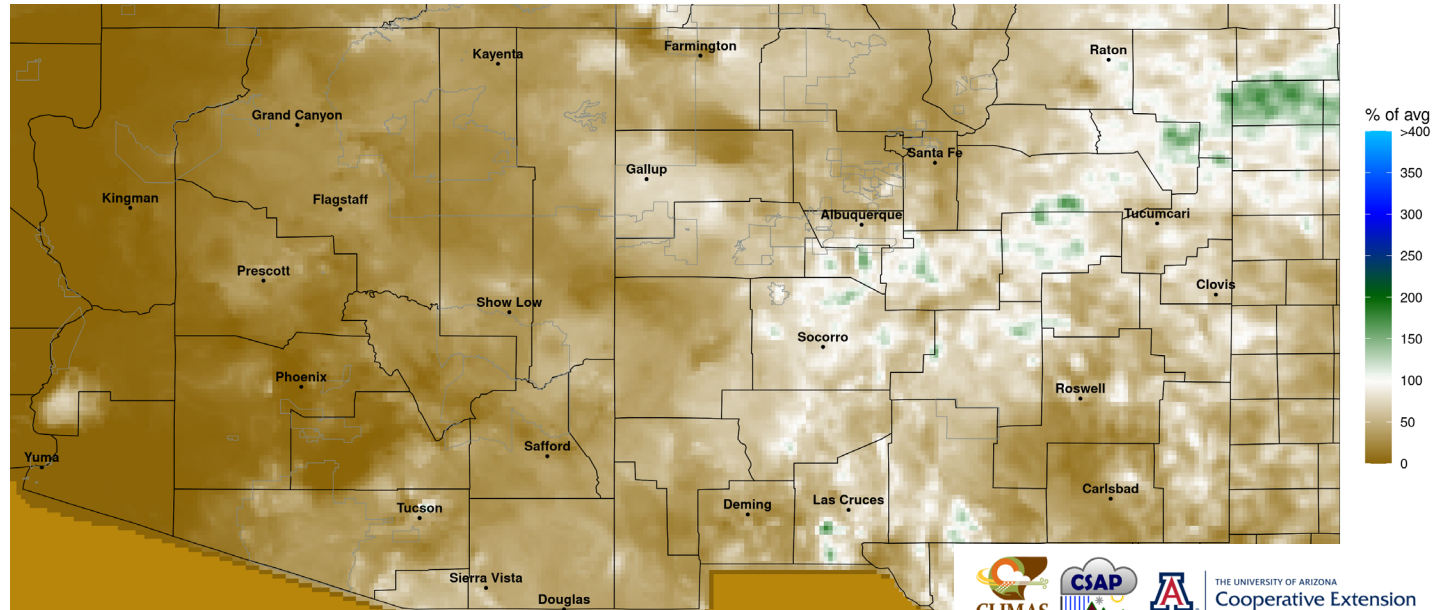 Kayenta
Farmington
Raton
Grand Canyon
% of avg
>400
350
300
250
200
150
100
50
0
Santa Fe
Gallup
Kingman
Flagstaff
Albuquerque
Tucumcari
Prescott
Clovis
Show Low
Socorro
Phoenix
Roswell
Safford
Yuma
Carlsbad
Deming
Las Cruces
Tucson
Sierra Vista
Douglas
CLIMAS
CSAP
A
THE UNIVERSITY OF ARIZONA
Cooperative Extension